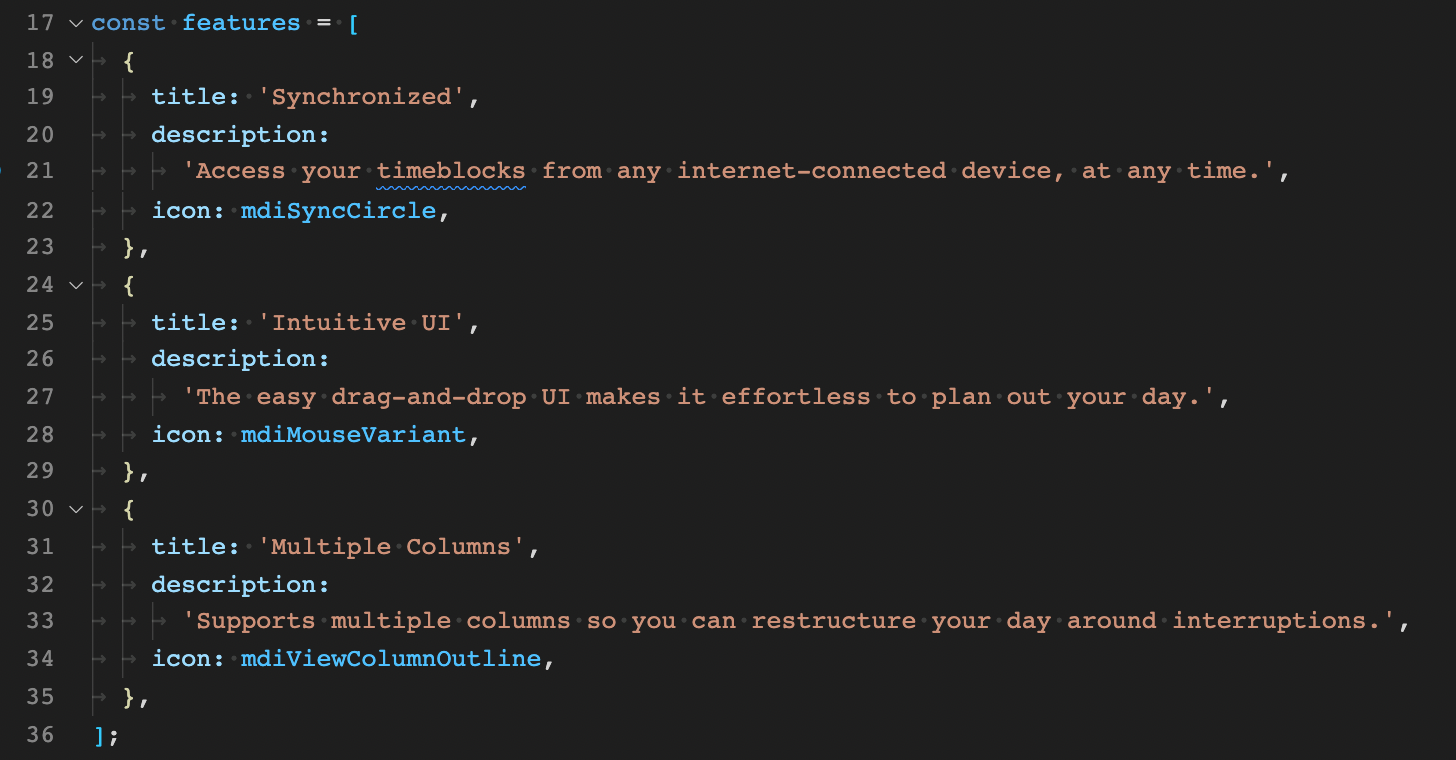 17 const features = [
18 {
19 title: 'Synchronized',
20 description:
21 'Access your timeblocks from any internet-connected device, at any time.',
22 icon: mdiSyncCircle,
23 },
24 {
25 title: 'Intuitive UI',
26 description:
27 'The easy drag-and-drop UI makes it effortless to plan out your day.',
28 icon: mdiMouseVariant,
29 },
30 {
31 title: 'Multiple Columns',
32 description:
33 'Supports multiple columns so you can restructure your day around interruptions.',
34 icon: mdiViewColumnOutline,
35 },
36 ];